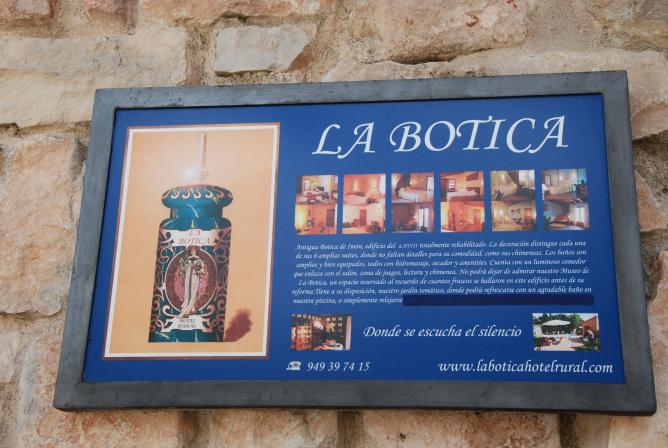 LA BOTICA
LA
BOTICA
HOTEL
RURAL
Antigua Botica de Imón, edificio del s.XVIII totalmente rehabilitado. La decoración distingue cada una
de sus 6 amplias suites, donde no faltan detalles para su comodidad, como sus chimeneas. Los baños son
amplios y bien equipados, todos con hidromasaje, secador y amenities. Cuenta con un luminoso comedor
que enlaza con el salón, zona de juegos, lectura y chimenea. No podrá dejar de admirar nuestro Museo de
La Botica, un espacio reservado al recuerdo de cuantos frascos se hallaron en este edificio antes de su
reforma.Tiene a su disposición, nuestro jardín temático, donde podrá refrescarse con un agradable baño en
nuestra piscina, o simplemente relajarse
Donde se escucha el silencio
☎ 949 39 74 15
www.laboticahotelrural.com